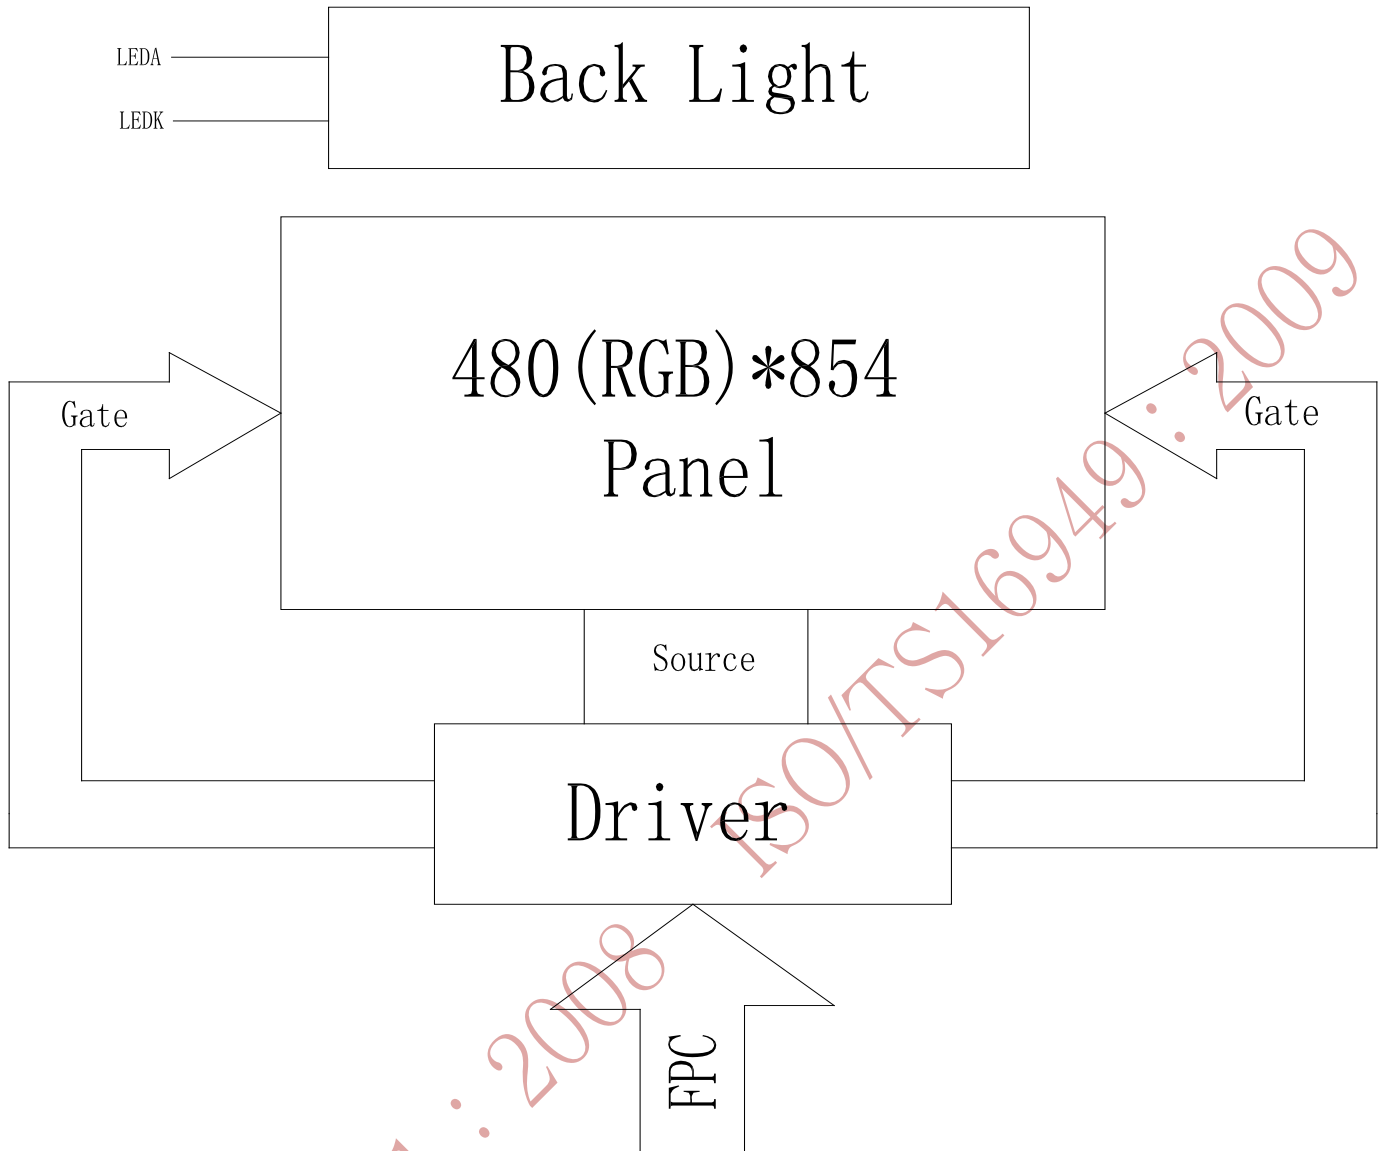 LEDA
LEDK
Back Light
480(RGB)*854
Panel
Gate
Gate
Source
Driver
FPC
ISO/TS16949:2009
:2008